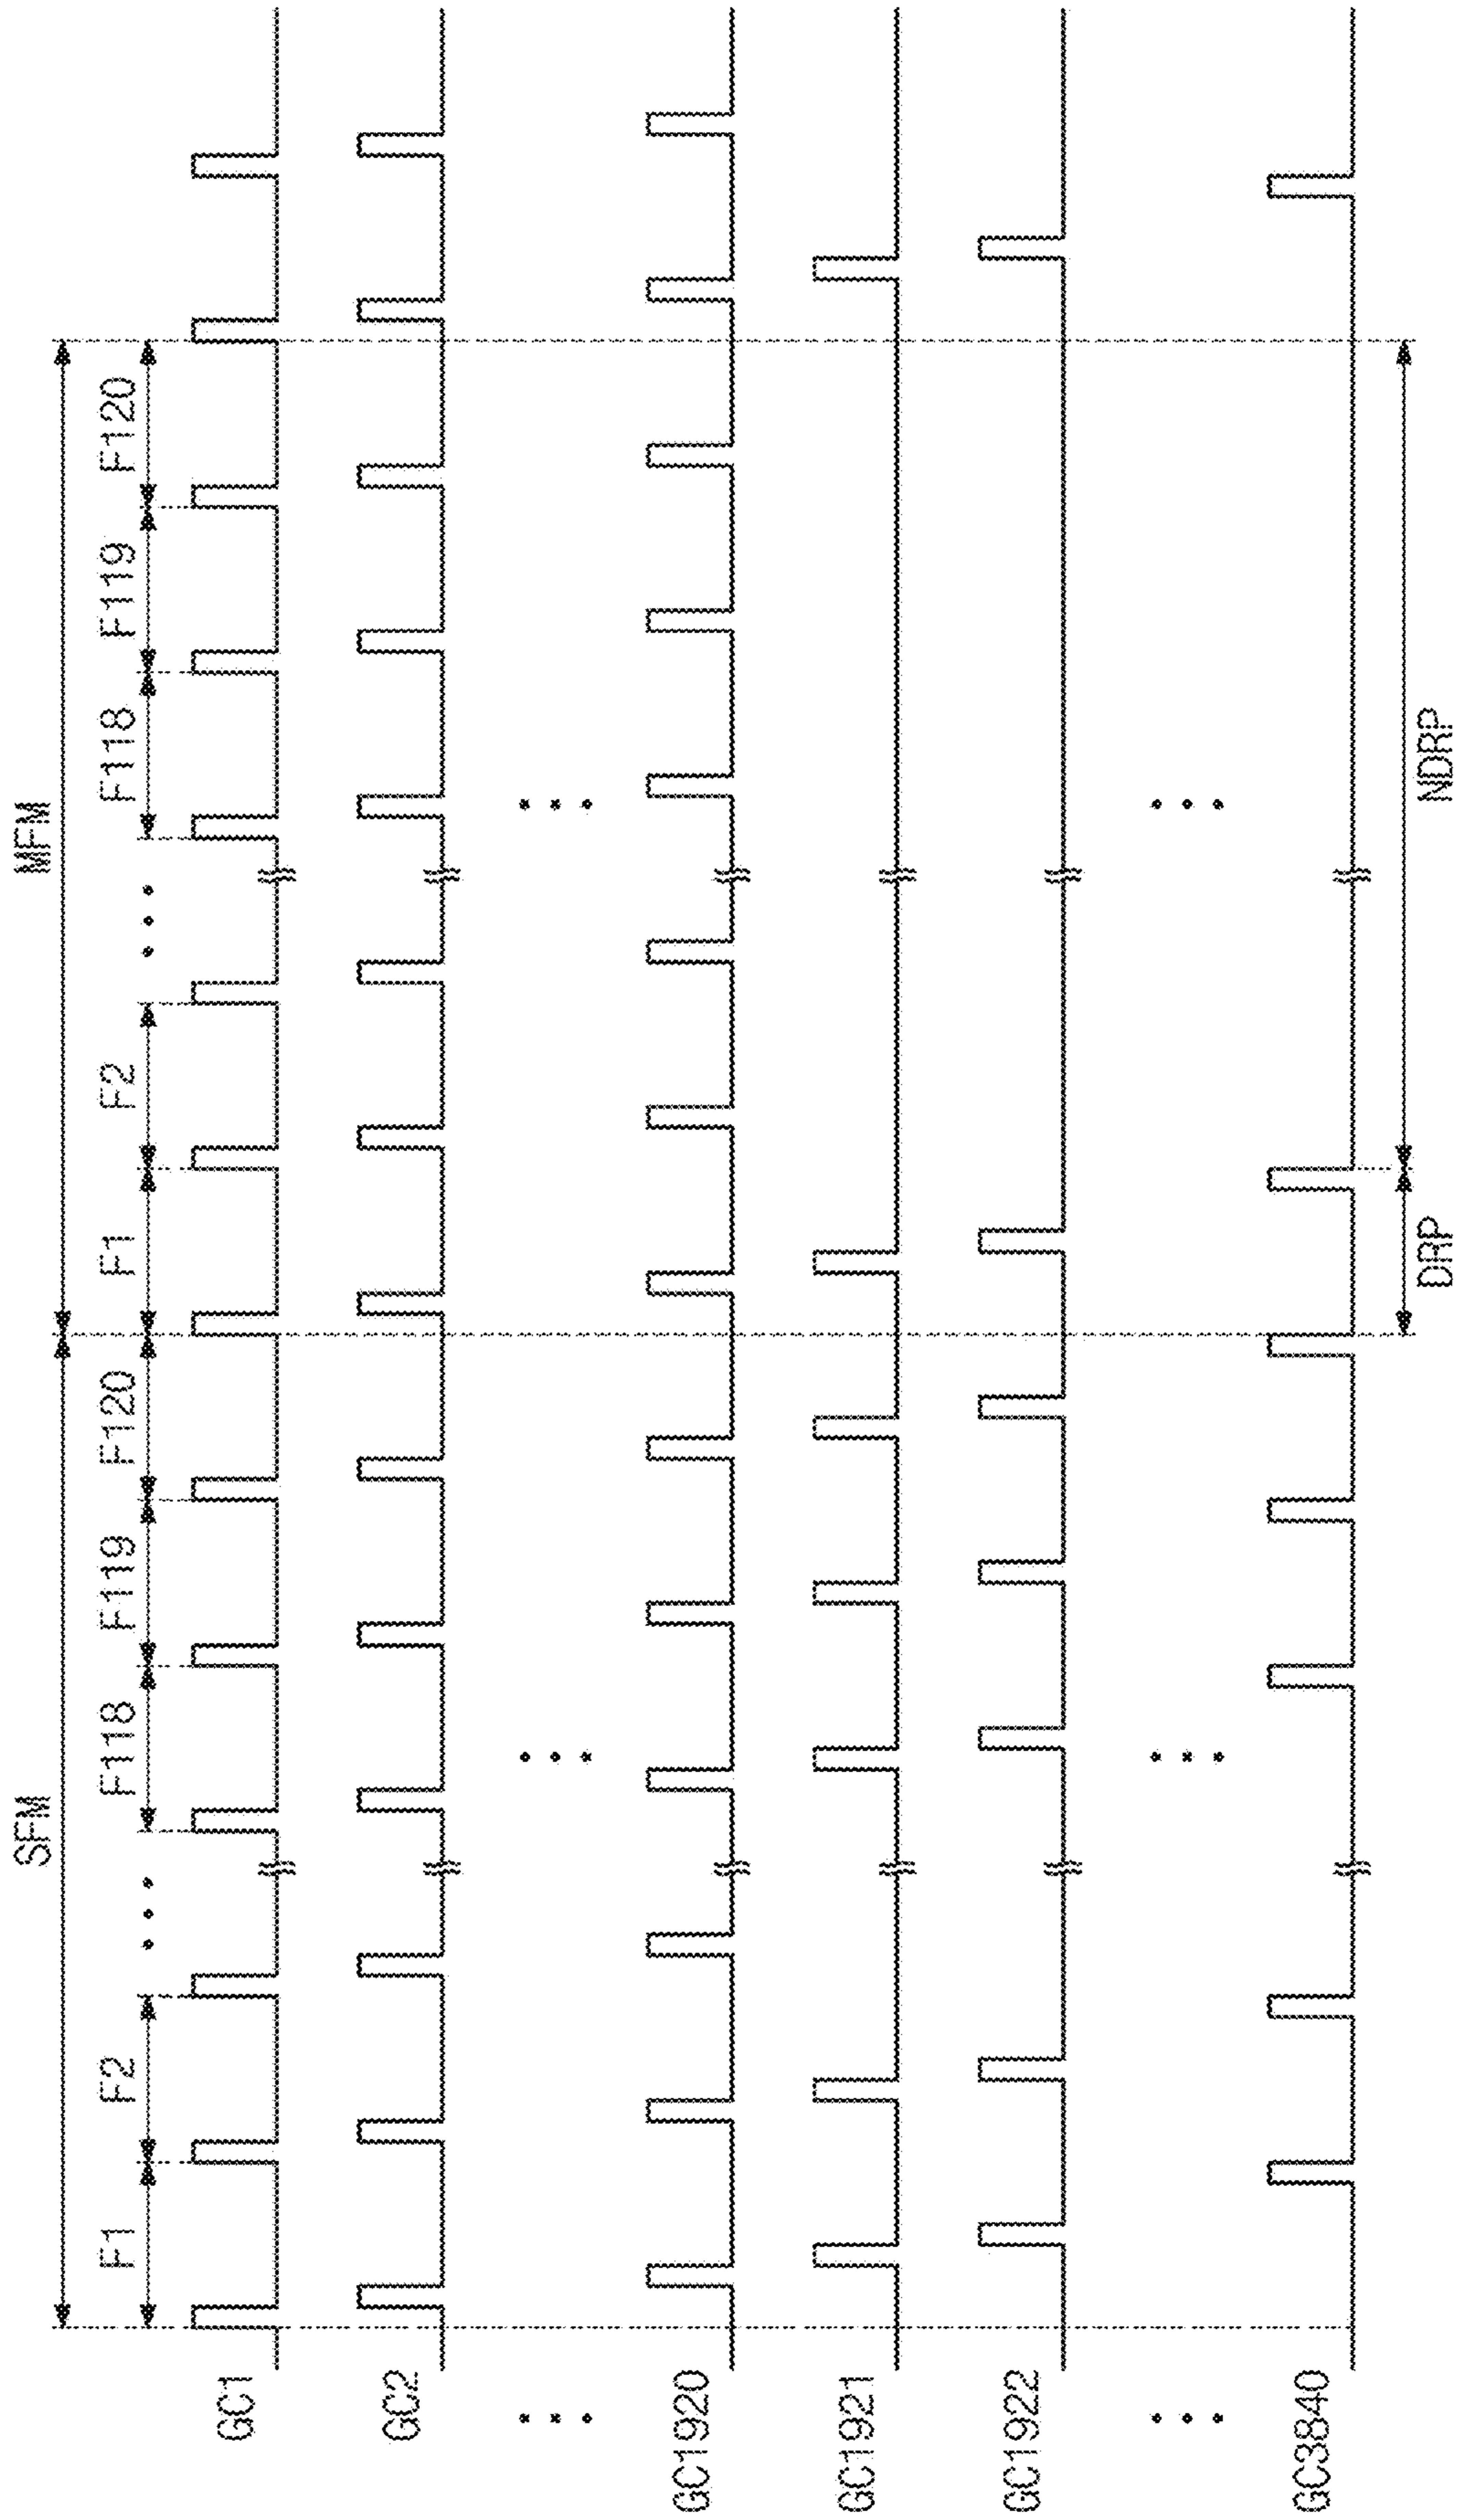 SFM MFM
F1 F2 • • • F118 F119 F120 F1 F2 • • • F118 F119 F120
GC1
GC2
• • •
GC1920
GC1921
GC1922
• • •
GC3840
DRP NDRP